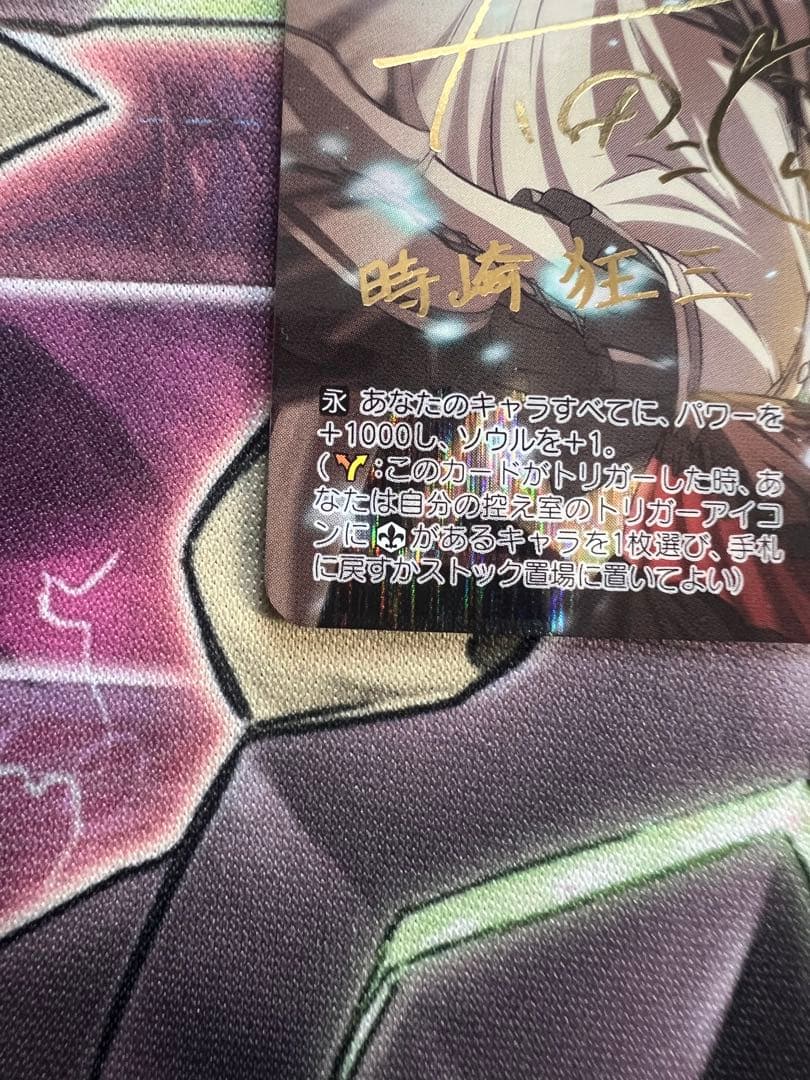 時崎狂三
永 あなたのキャラすべてに、パワーを
+1000し、ソウルを+1。
(:このカードがトリガーした時、あ
なたは自分の控え室のトリガーアイコ
ンにがあるキャラを1枚選び、手札
に戻すかストック置場に置いてよい)